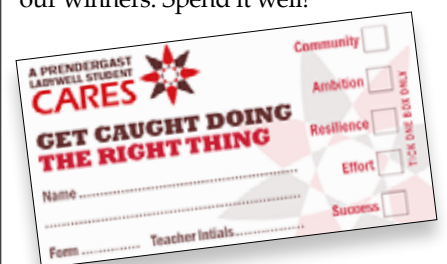 our winners. Spend it well!
A PRENDERGAST
LADYWELL STUDENT
CARES
GET CAUGHT DOING
THE RIGHT THING
Name
Form Teacher Intials
Community
Ambition
Resilience
Effort
Success
TICK ONE BOX ONLY